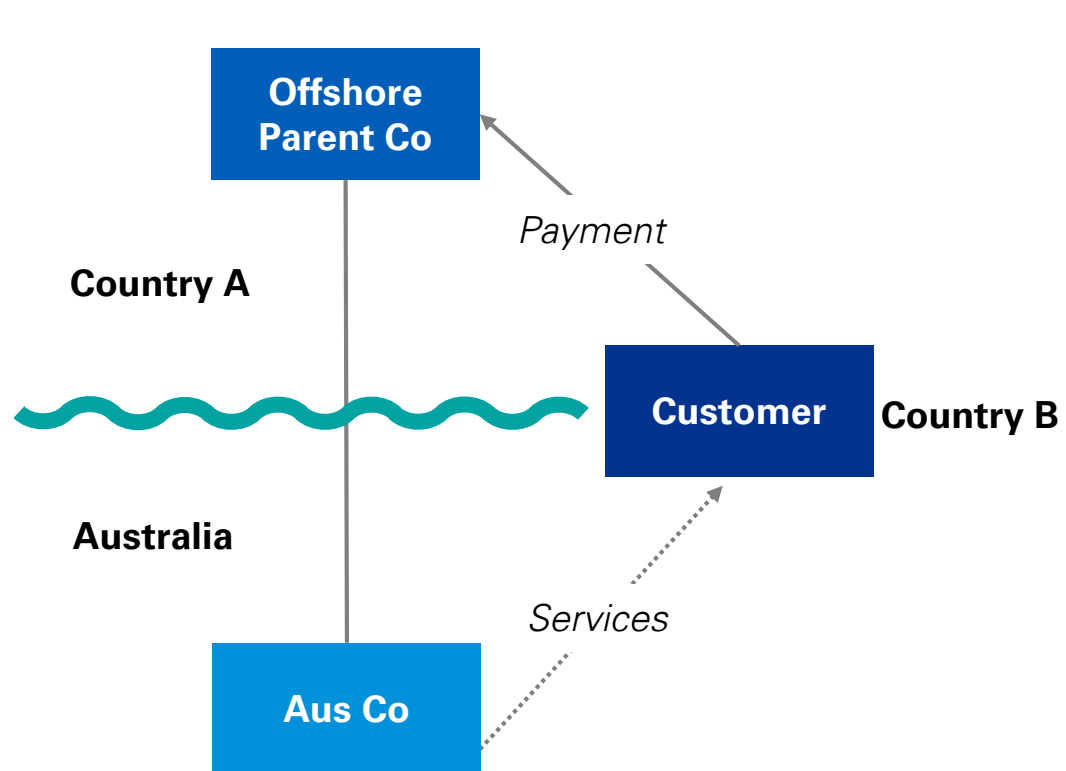 Offshore
Parent Co
Payment
Country A
Customer
Country B
Australia
Services
Aus Co